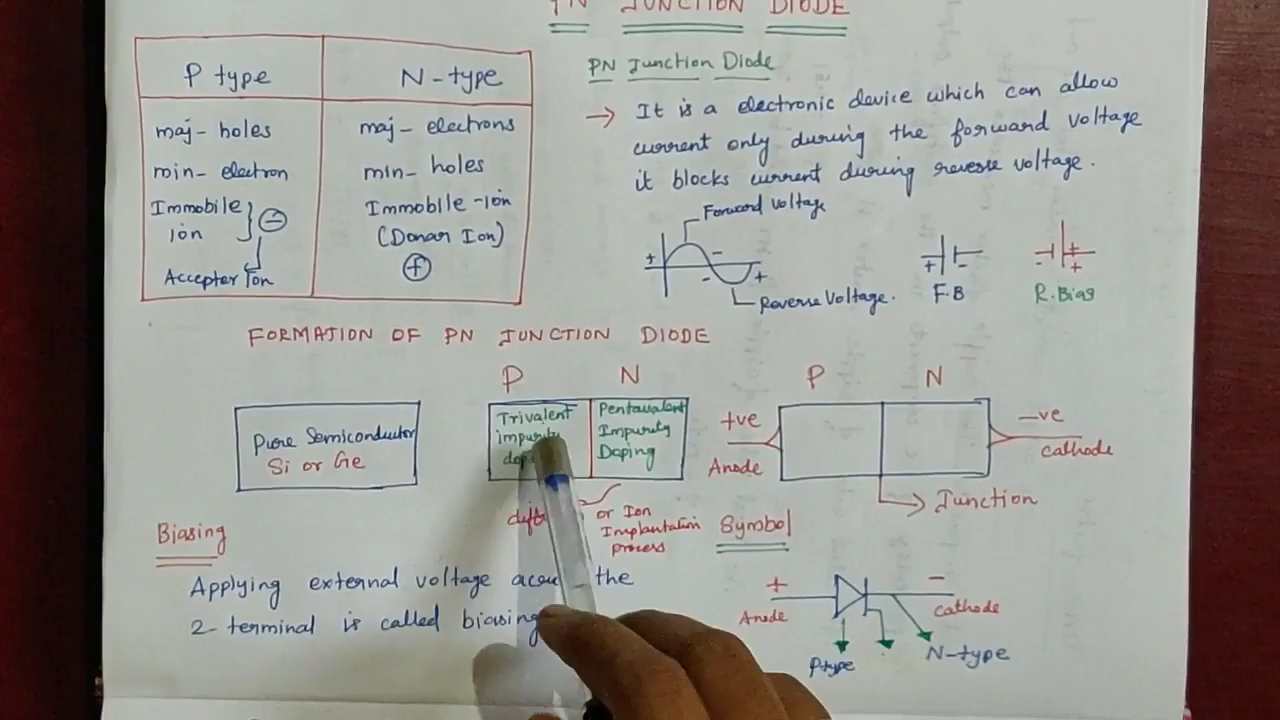 PN JUNCTION DIODE
P type
N - type
maj- holes
min- electron
Immobile
ion
−
Accepter Ion
maj- electrons
min- holes
Immobile -ion
(Donar Ion)
+
PN Junction Diode
→ It is a electronic device which can allow
current only during the forward voltage
it blocks current during reverse voltage.
Forward voltage
+
-
- +
Reverse Voltage.
+ -
F.B
- +
+
R.Bias
FORMATION OF PN JUNCTION DIODE
Pure Semiconductor
Si or Ge
P N
Trivalent
impurity
Pentavalent
Impurity
Doping
or Ion
Implantation
process
P N
+ve
Anode
-ve
cathode
Junction
Biasing
Applying external voltage the
2- terminal is called biasing
Symbol
+
Anode
-
cathode
Ptype
N-type